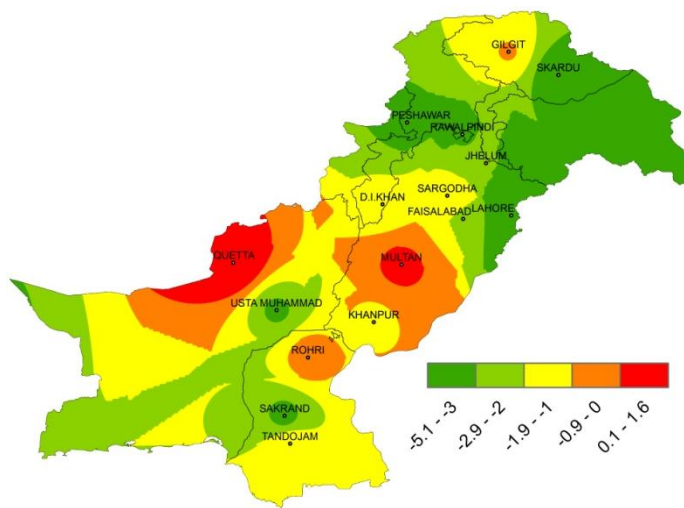 GILGIT
SKARDU
PESHAWAR
RAWALPINDI
JHELUM
SARGODHA
D.I.KHAN
FAISALABAD
LAHORE
QUETTA
MULTAN
USTA MUHAMMAD
KHANPUR
ROHRI
SAKRAND
TANDOJAM
-5.1 - -3
-2.9 - -2
-1.9 - -1
-0.9 - 0
0.1 - 1.6